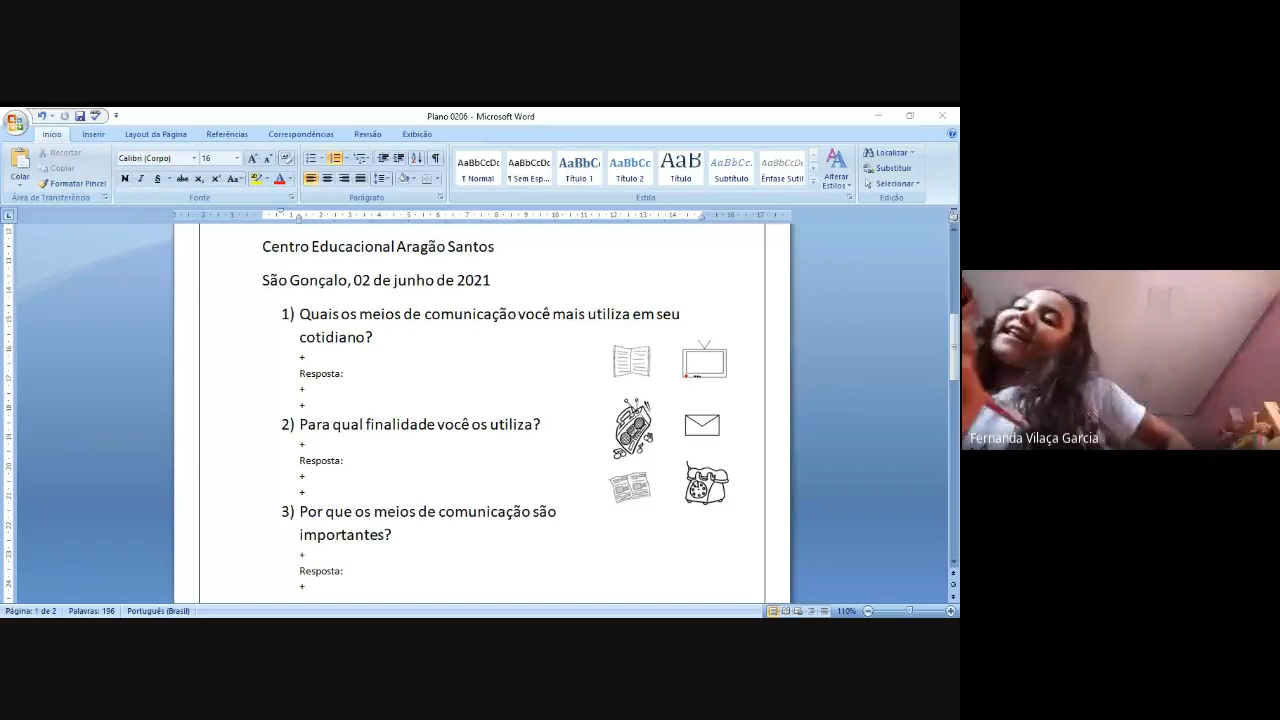 Plano 0206 - Microsoft Word
Início Inserir Layout da Página Referências Correspondências Revisão Exibição
Colar
Recortar
Copiar
Formatar Pincel
Área de Transferência
Calibri (Corpo) 16
Fonte
Parágrafo
AaBbCcDc AaBbCcDc AaBbC AaBbCc AaB AaBbCc. AaBbCcDc
¶ Normal ¶ Sem Esp... Título 1 Título 2 Título Subtítulo Ênfase Sutil
Alterar Estilos
Estilo
Localizar
Substituir
Selecionar
Edição
Centro Educacional Aragão Santos
São Gonçalo, 02 de junho de 2021
1) Quais os meios de comunicação você mais utiliza em seu
cotidiano?
+
Resposta:
+
+
2) Para qual finalidade você os utiliza?
+
Resposta:
+
+
3) Por que os meios de comunicação são
importantes?
+
Resposta:
+
Página: 1 de 2 Palavras: 196 Português (Brasil) 110%
Fernanda Vilaça Garcia